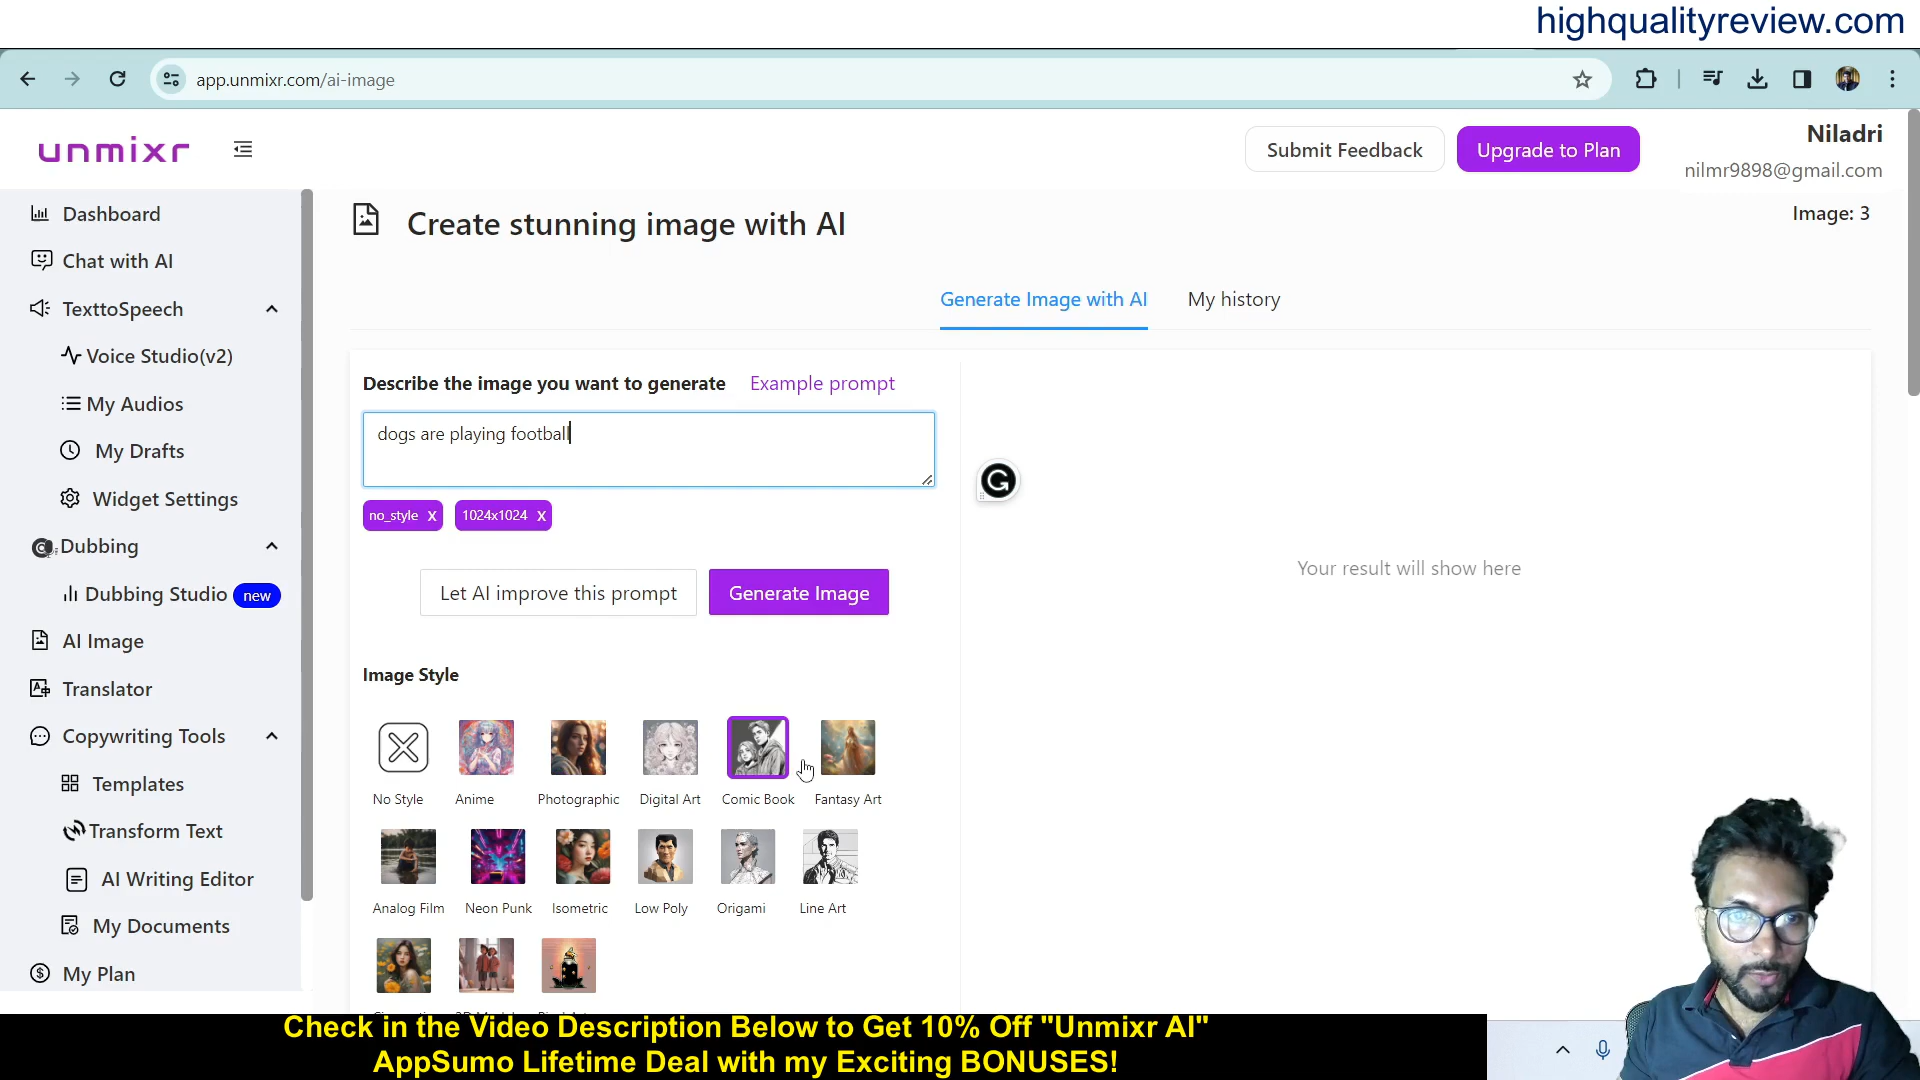 highqualityreview.com
app.unmixr.com/ai-image
unmixr
Submit Feedback
Upgrade to Plan
Niladri
nilmr9898@gmail.com
Dashboard
Chat with AI
TexttoSpeech
Voice Studio(v2)
My Audios
My Drafts
Widget Settings
Dubbing
Dubbing Studio new
AI Image
Translator
Copywriting Tools
Templates
Transform Text
AI Writing Editor
My Documents
My Plan
Create stunning image with AI
Image: 3
Generate Image with AI
My history
Describe the image you want to generate
Example prompt
dogs are playing football
no_style x
1024x1024 x
Let AI improve this prompt
Generate Image
Your result will show here
Image Style
No Style
Anime
Photographic
Digital Art
Comic Book
Fantasy Art
Analog Film
Neon Punk
Isometric
Low Poly
Origami
Line Art
Check in the Video Description Below to Get 10% Off "Unmixr AI"
AppSumo Lifetime Deal with my Exciting BONUSES!